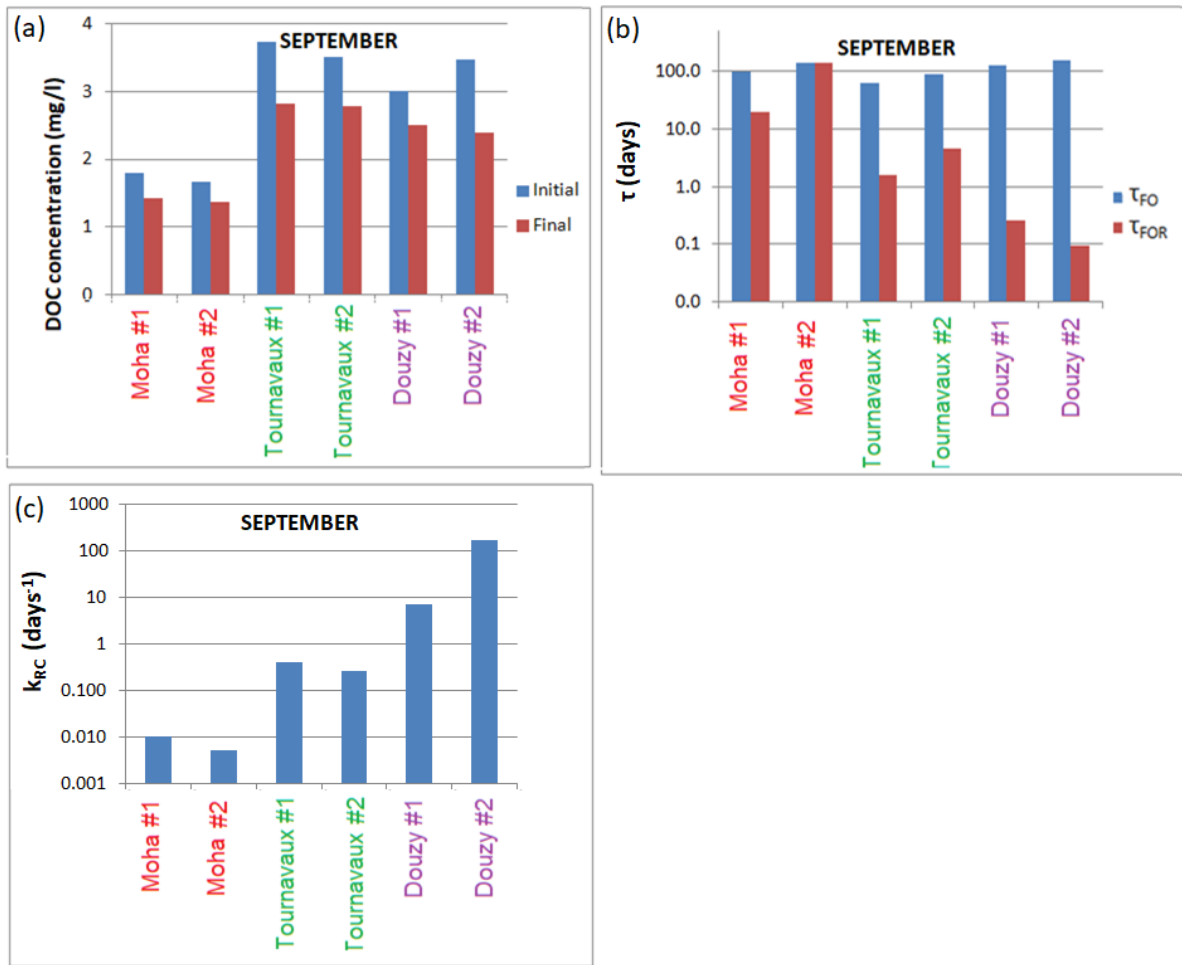 (a)
SEPTEMBER
DOC concentration (mg/l)
4
3
2
1
0
Initial
Final
Moha #1
Moha #2
Tournavaux #1
Tournavaux #2
Douzy #1
Douzy #2
(b)
SEPTEMBER
τ (days)
100.0
10.0
1.0
0.1
0.0
τFO
τFOR
Moha #1
Moha #2
Tournavaux #1
Tournavaux #2
Douzy #1
Douzy #2
(c)
SEPTEMBER
kRC (days-1)
1000
100
10
1
0.100
0.010
0.001
Moha #1
Moha #2
Tournavaux #1
Tournavaux #2
Douzy #1
Douzy #2